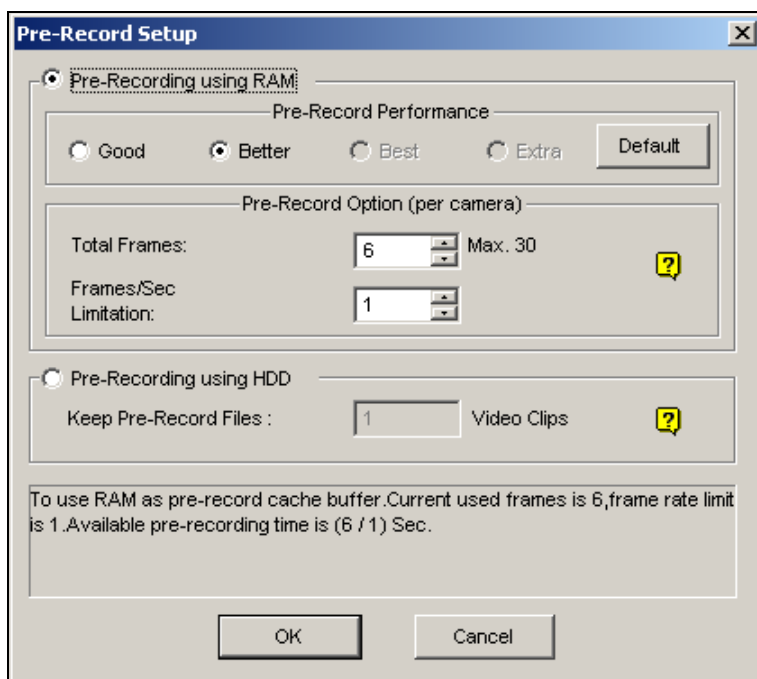 Pre-Record Setup
Pre-Recording using RAM
Pre-Record Performance
Good
Better
Best
Extra
Default
Pre-Record Option (per camera)
Total Frames:
6
Max. 30
?
Frames/Sec
Limitation:
1
Pre-Recording using HDD
Keep Pre-Record Files :
1
Video Clips
?
To use RAM as pre-record cache buffer.Current used frames is 6,frame rate limit
is 1.Available pre-recording time is (6 / 1) Sec.
OK
Cancel